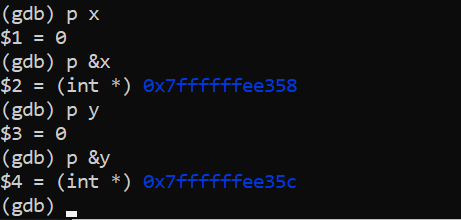 (gdb) p x
$1 = 0
(gdb) p &x
$2 = (int *) 0x7ffffffee358
(gdb) p y
$3 = 0
(gdb) p &y
$4 = (int *) 0x7ffffffee35c
(gdb)